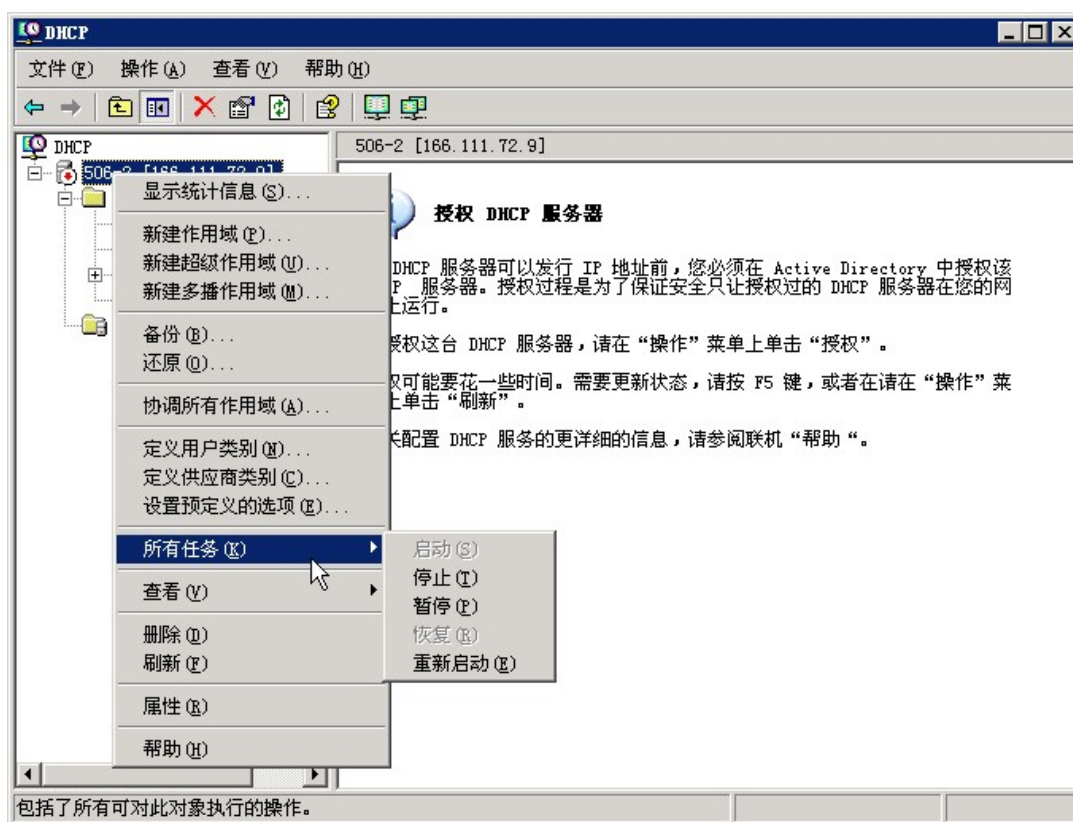 DHCP
文件(F) 操作(A) 查看(V) 帮助(H)
DHCP
506-2 [166.111.72.9]
506-2 [166.111.72.9]
显示统计信息(S)...
新建作用域(P)...
新建超级作用域(U)...
新建多播作用域(M)...
备份(B)...
还原(O)...
协调所有作用域(A)...
定义用户类别(N)...
定义供应商类别(C)...
设置预定义的选项(E)...
所有任务(K)
查看(V)
删除(D)
刷新(F)
属性(R)
帮助(H)
启动(S)
停止(T)
暂停(P)
恢复(R)
重新启动(E)
授权 DHCP 服务器
DHCP 服务器可以发行 IP 地址前，您必须在 Active Directory 中授权该
P 服务器。授权过程是为了保证安全只让授权过的 DHCP 服务器在您的网
上运行。
授权这台 DHCP 服务器，请在“操作”菜单上单击“授权”。
权可能要花一些时间。需要更新状态，请按 F5 键，或者在请在“操作”菜
上单击“刷新”。
关配置 DHCP 服务的更详细的信息，请参阅联机“帮助“。
包括了所有可对此对象执行的操作。